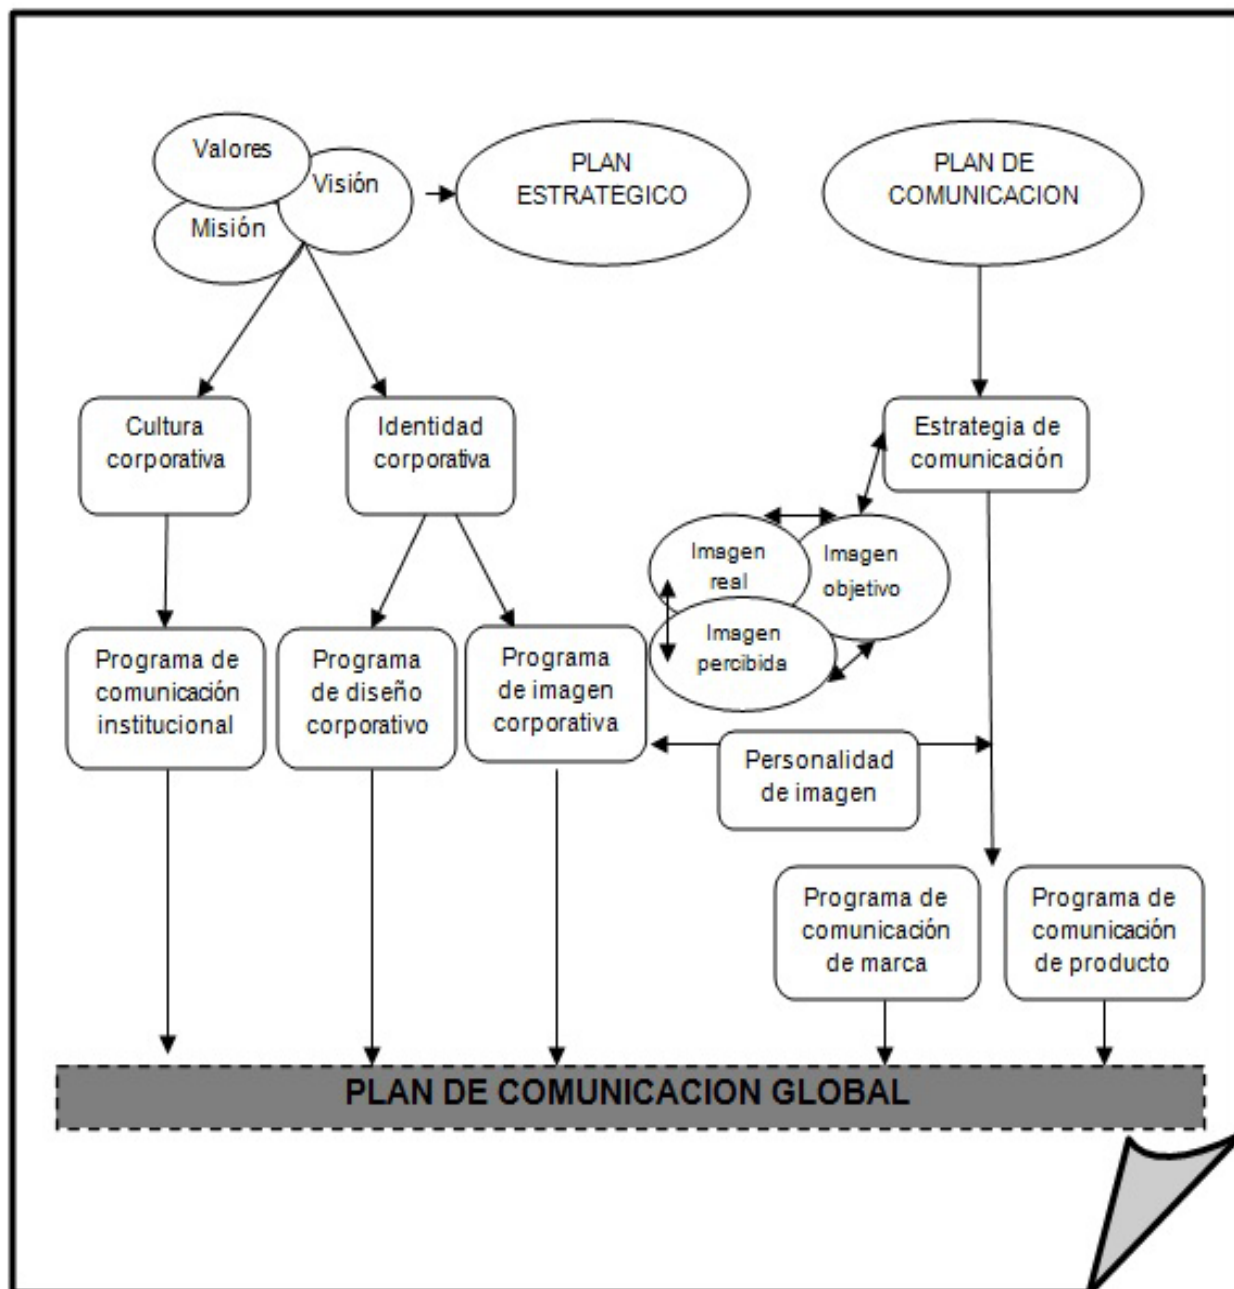 Valores
Visión
Misión
PLAN
ESTRATEGICO
PLAN DE
COMUNICACION
Cultura
corporativa
Identidad
corporativa
Estrategia de
comunicación
Imagen
real
Imagen
objetivo
Imagen
percibida
Programa de
comunicación
institucional
Programa
de diseño
corporativo
Programa
de imagen
corporativa
Personalidad
de imagen
Programa de
comunicación
de marca
Programa de
comunicación
de producto
PLAN DE COMUNICACION GLOBAL